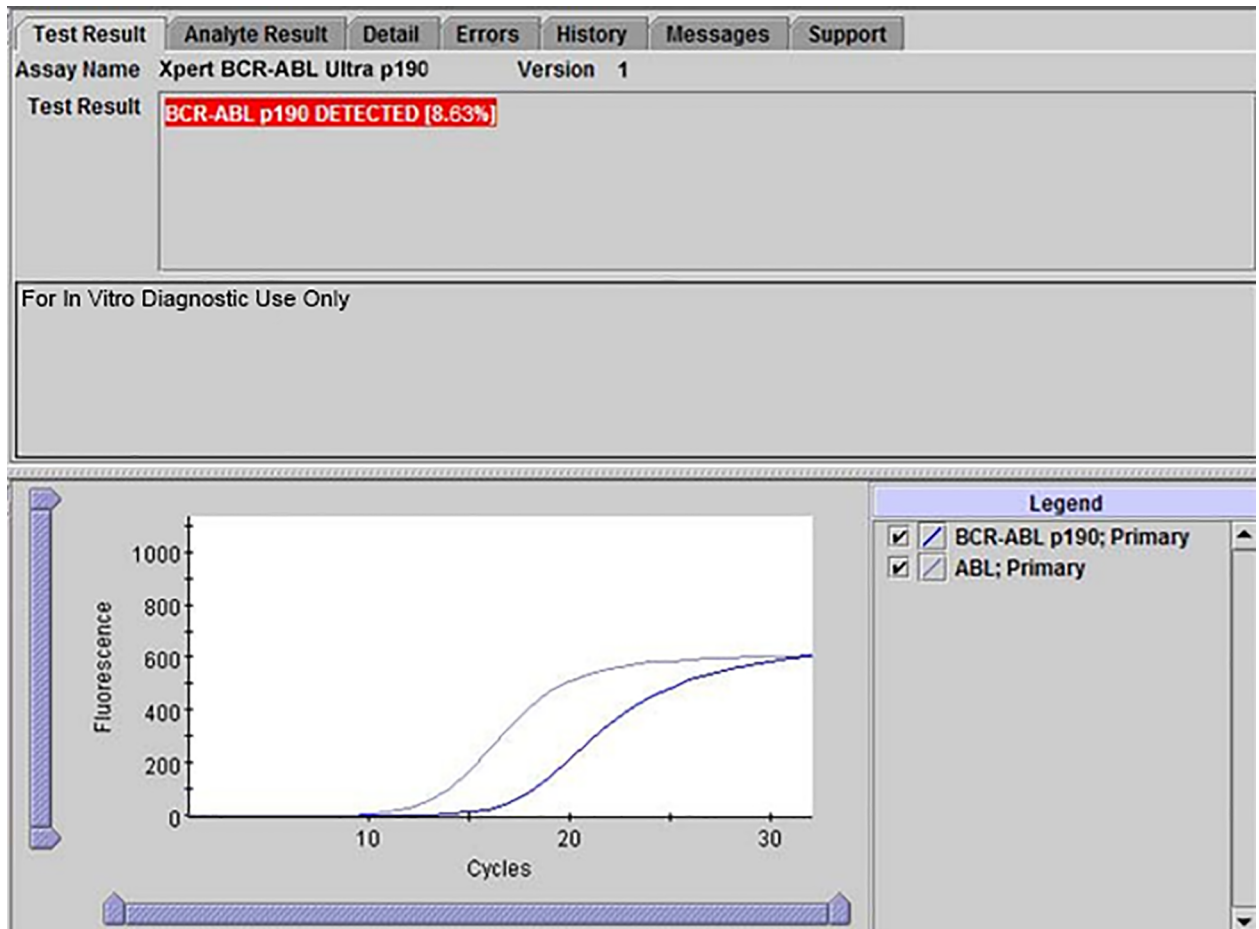 Test Result Analyte Result Detail Errors History Messages Support
Assay Name Xpert BCR-ABL Ultra p190 Version 1
Test Result BCR-ABL p190 DETECTED [8.63%]
For In Vitro Diagnostic Use Only
Legend
BCR-ABL p190; Primary
ABL; Primary
Fluorescence
1000
800
600
400
200
0
10 20 30
Cycles